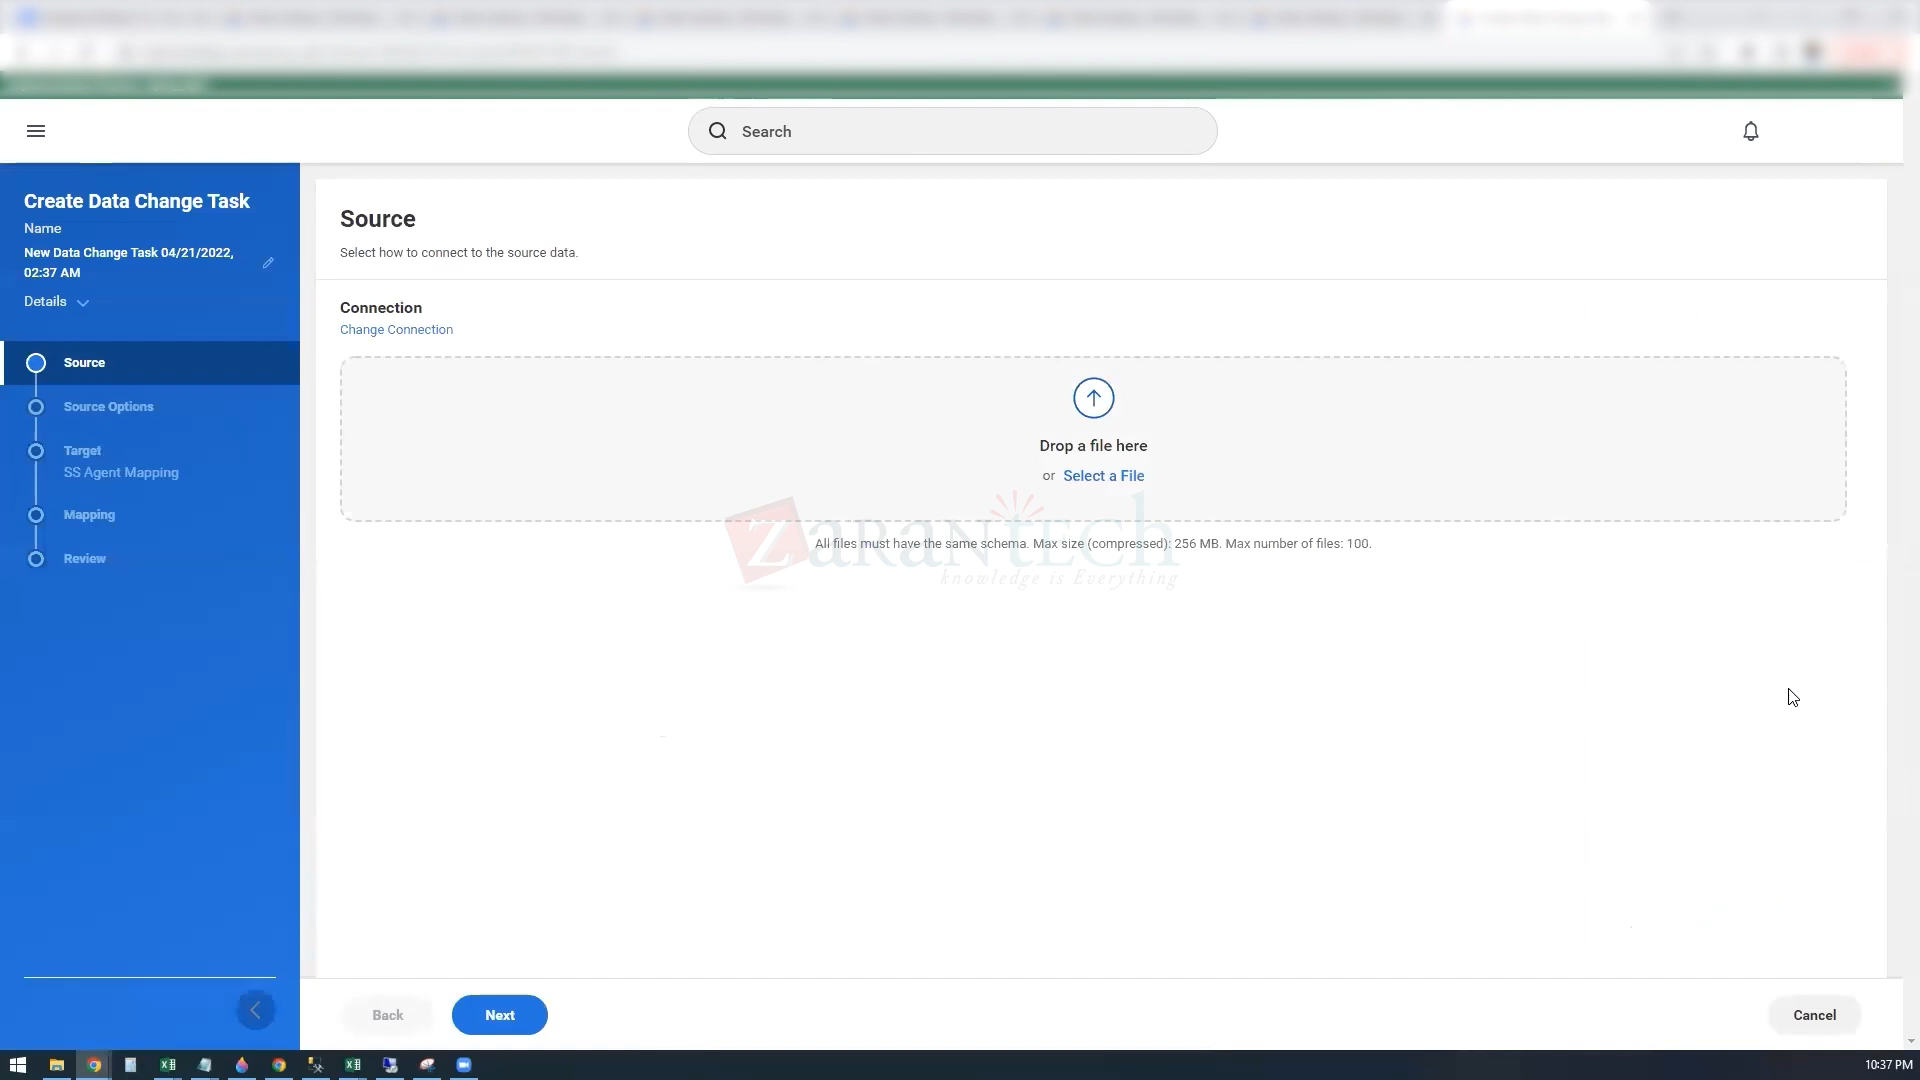 Search
Create Data Change Task
Name
New Data Change Task 04/21/2022,
02:37 AM
Details
Source
Source Options
Target
SS Agent Mapping
Mapping
Review
Source
Select how to connect to the source data.
Connection
Change Connection
Drop a file here
or Select a File
All files must have the same schema. Max size (compressed): 256 MB. Max number of files: 100.
zaRaNtech
knowledge is Everything
Back
Next
Cancel
10:37 PM